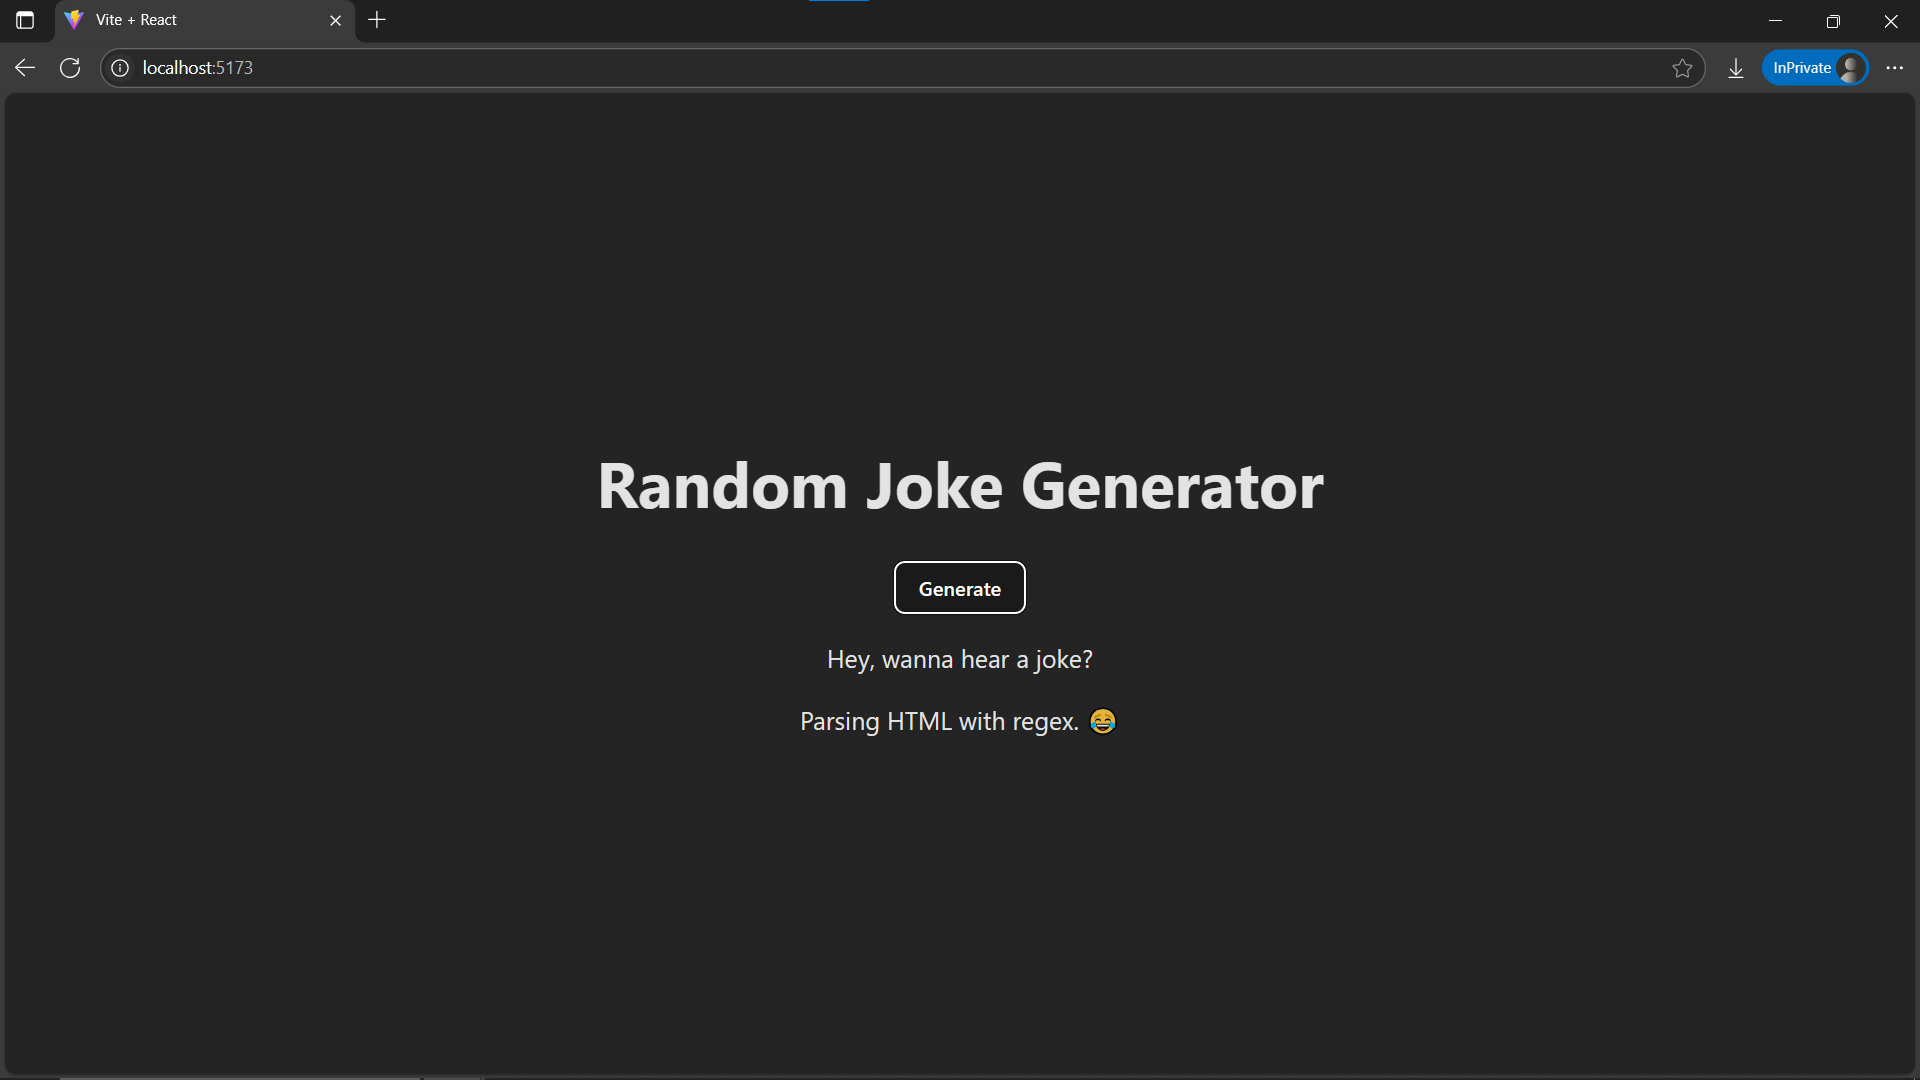 Vite + React
localhost:5173
InPrivate
Random Joke Generator
Generate
Hey, wanna hear a joke?
Parsing HTML with regex. 😂